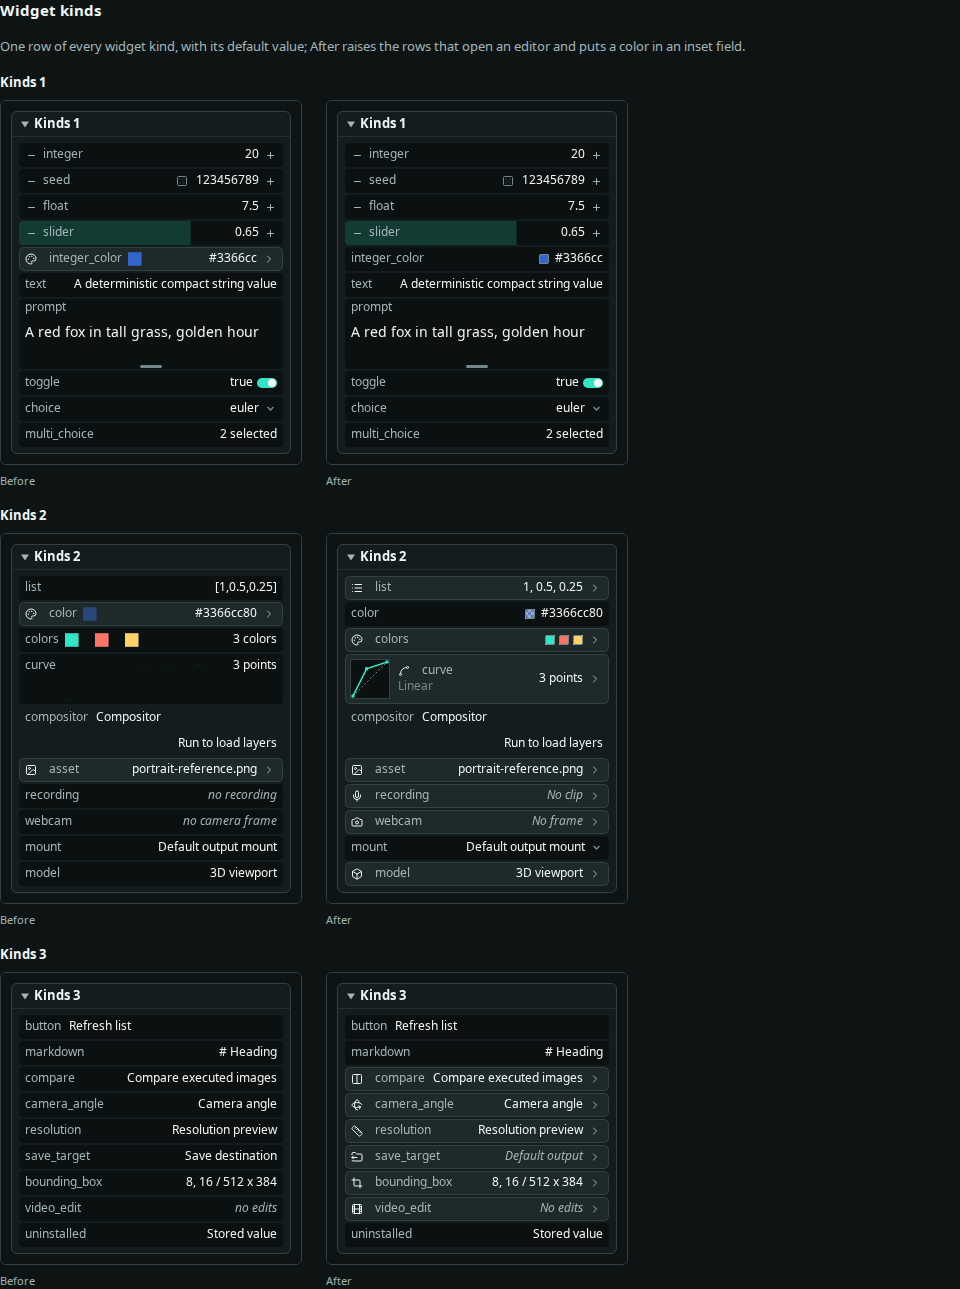 Widget kinds
One row of every widget kind, with its default value; After raises the rows that open an editor and puts a color in an inset field.
Kinds 1
Kinds 1
integer 20
seed 123456789
float 7.5
slider 0.65
integer_color #3366cc
text A deterministic compact string value
prompt
A red fox in tall grass, golden hour
toggle true
choice euler
multi_choice 2 selected
Before
Kinds 1
integer 20
seed 123456789
float 7.5
slider 0.65
integer_color #3366cc
text A deterministic compact string value
prompt
A red fox in tall grass, golden hour
toggle true
choice euler
multi_choice 2 selected
After
Kinds 2
Kinds 2
list [1,0.5,0.25]
color #3366cc80
colors 3 colors
curve 3 points
compositor Compositor
Run to load layers
asset portrait-reference.png
recording no recording
webcam no camera frame
mount Default output mount
model 3D viewport
Before
Kinds 2
list 1, 0.5, 0.25
color #3366cc80
colors
curve
Linear
3 points
compositor Compositor
Run to load layers
asset portrait-reference.png
recording No clip
webcam No frame
mount Default output mount
model 3D viewport
After
Kinds 3
Kinds 3
button Refresh list
markdown # Heading
compare Compare executed images
camera_angle Camera angle
resolution Resolution preview
save_target Save destination
bounding_box 8, 16 / 512 x 384
video_edit no edits
uninstalled Stored value
Before
Kinds 3
button Refresh list
markdown # Heading
compare Compare executed images
camera_angle Camera angle
resolution Resolution preview
save_target Default output
bounding_box 8, 16 / 512 x 384
video_edit No edits
uninstalled Stored value
After